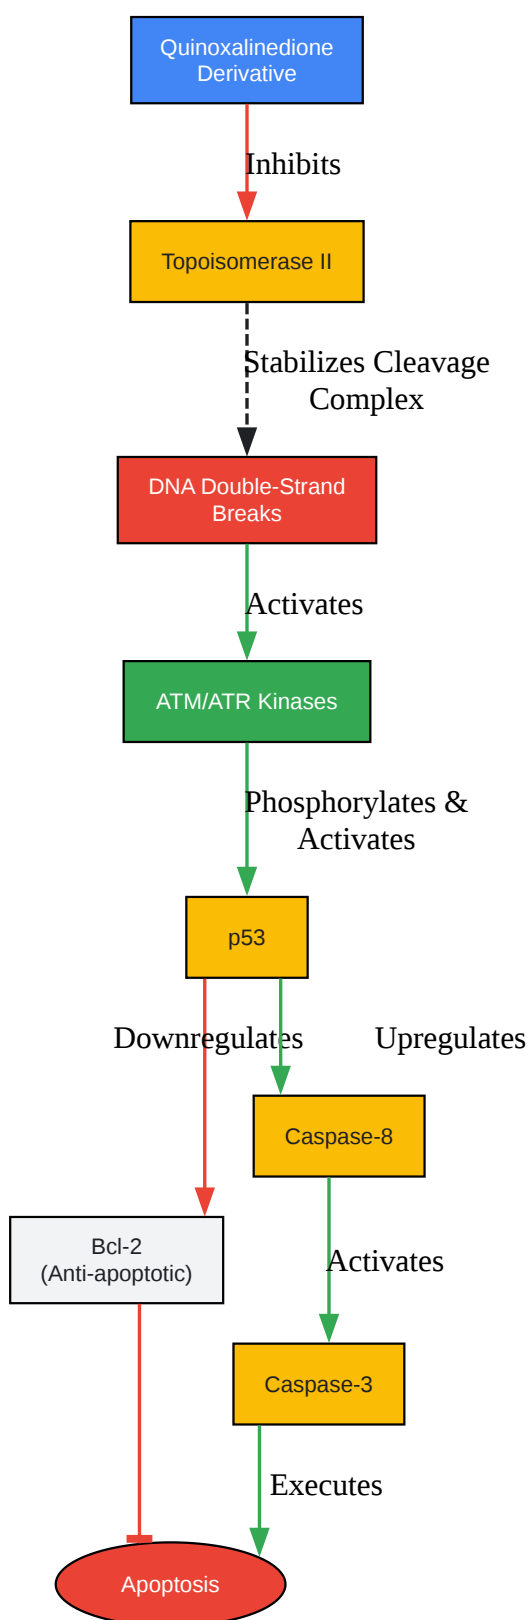 Quinoxalinedione
Derivative
Inhibits
Topoisomerase II
Stabilizes Cleavage
Complex
DNA Double-Strand
Breaks
Activates
ATM/ATR Kinases
Phosphorylates &
Activates
p53
Downregulates
Upregulates
Caspase-8
Bcl-2
(Anti-apoptotic)
Activates
Caspase-3
Executes
Apoptosis